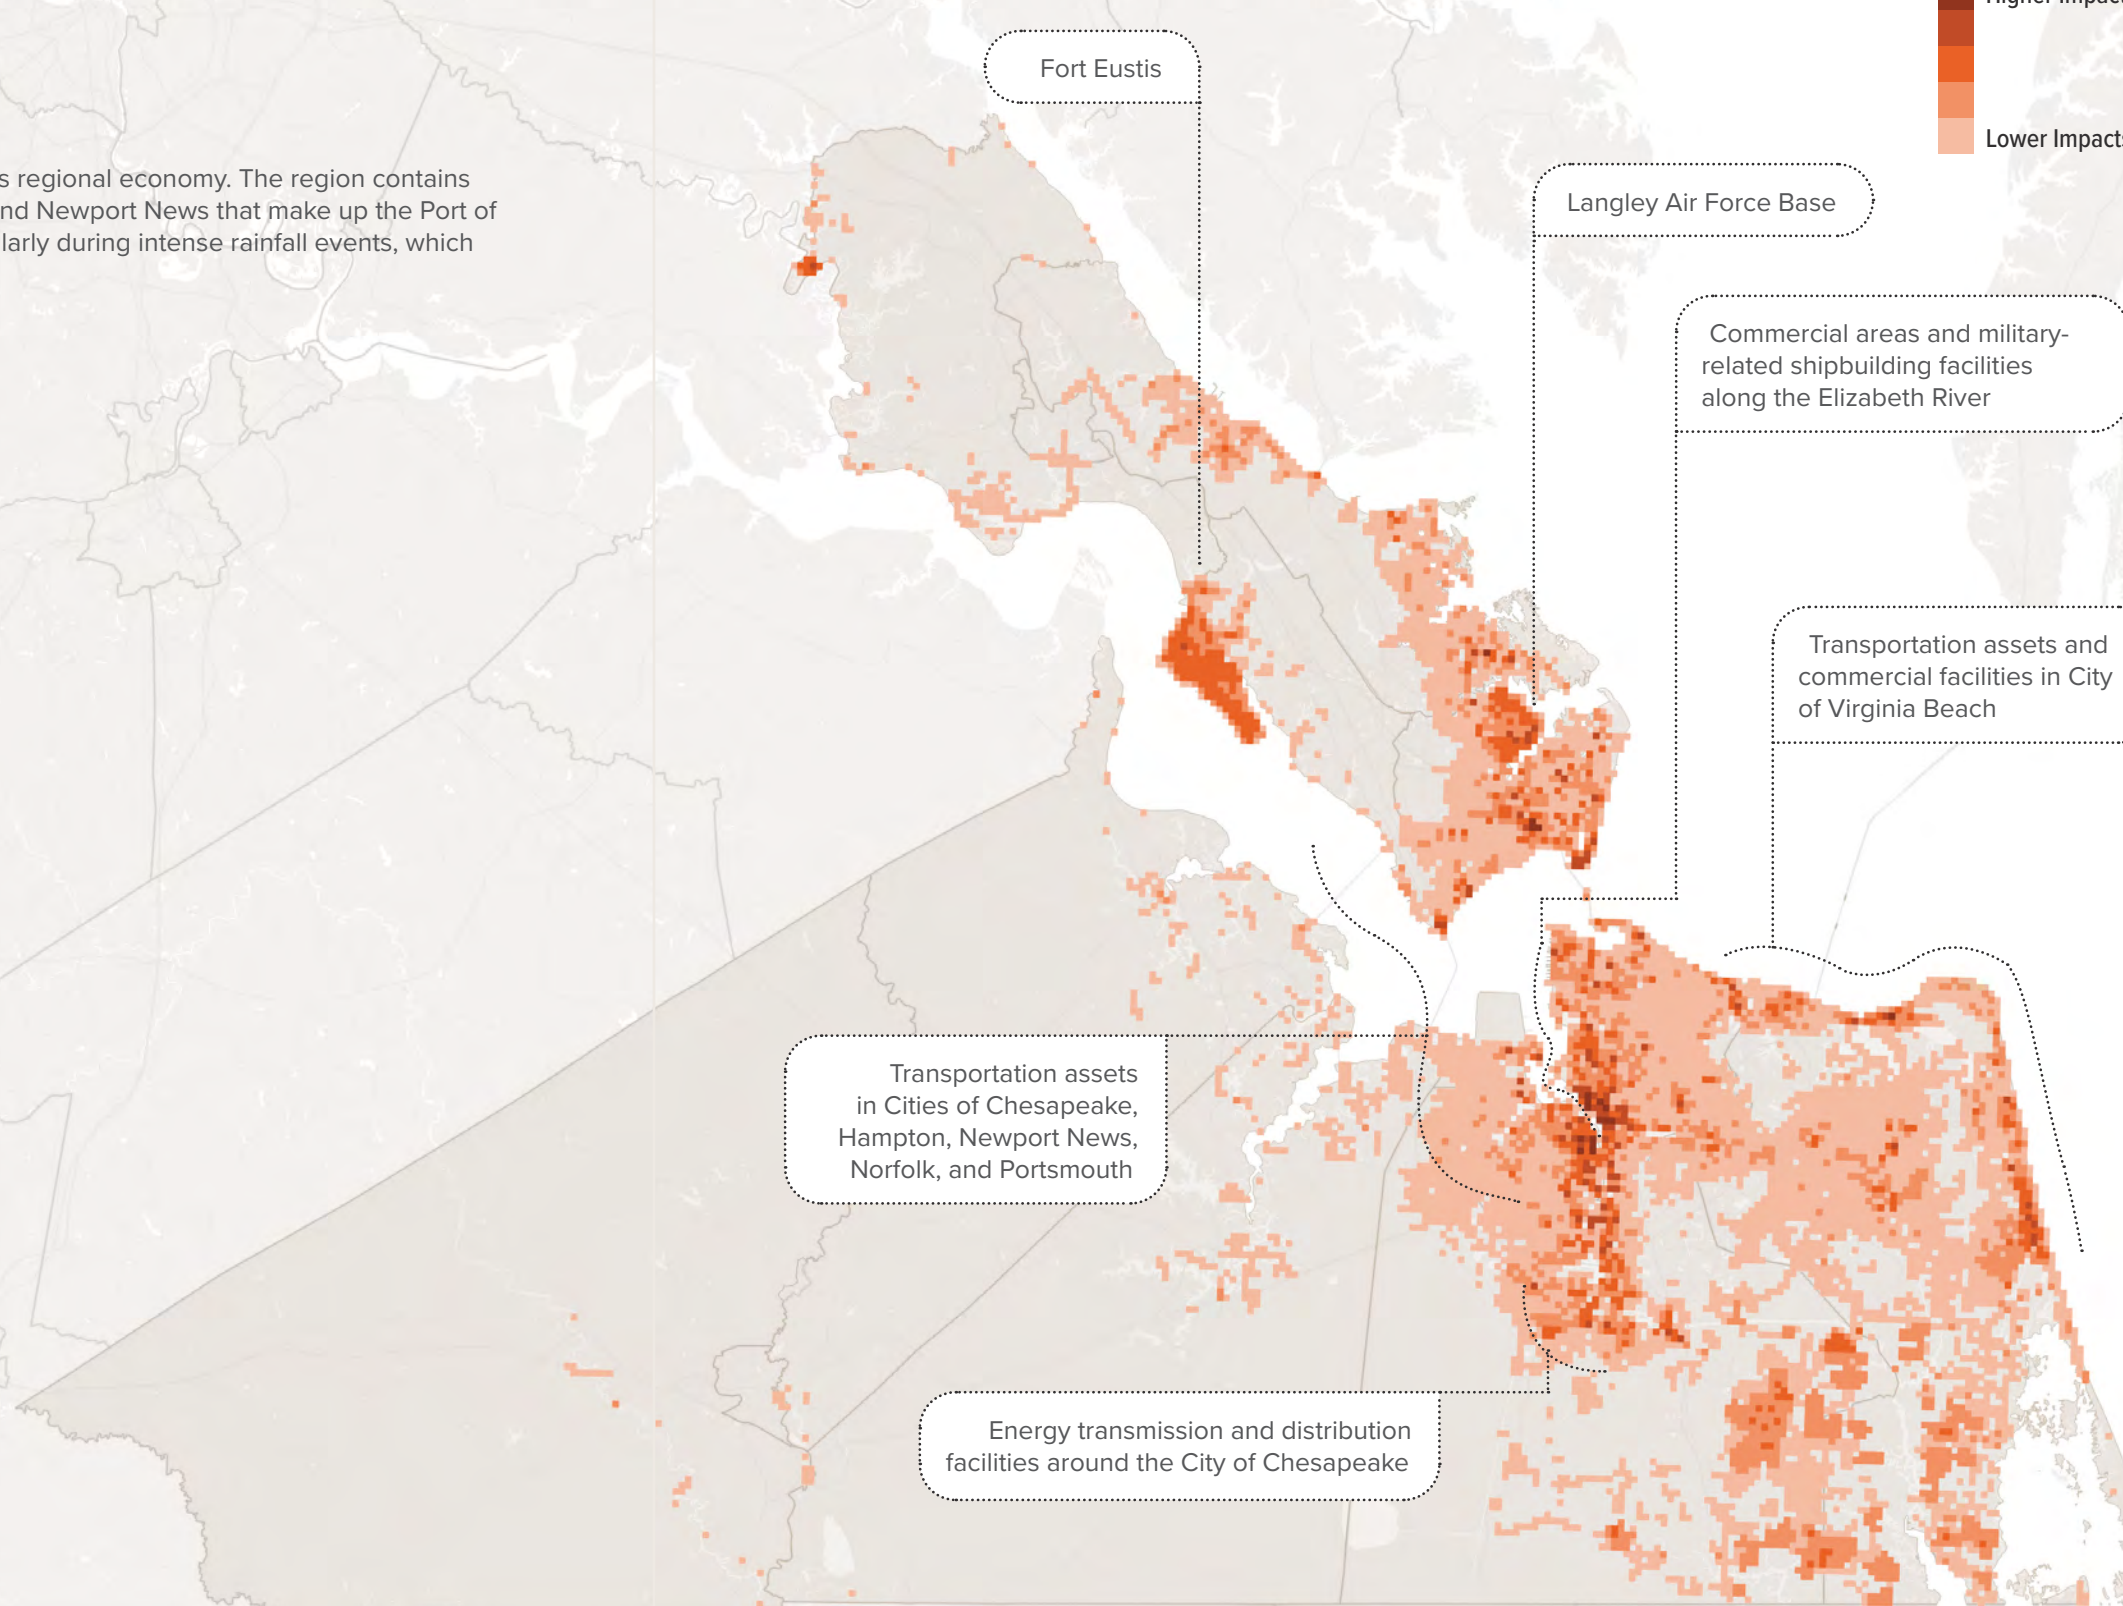 Higher Impact
Fort Eustis
Lower Impacts
s regional economy. The region contains
nd Newport News that make up the Port of
larly during intense rainfall events, which
Langley Air Force Base
Commercial areas and military-
related shipbuilding facilities
along the Elizabeth River
Transportation assets and
commercial facilities in City
of Virginia Beach
Transportation assets
in Cities of Chesapeake,
Hampton, Newport News,
Norfolk, and Portsmouth
Energy transmission and distribution
facilities around the City of Chesapeake